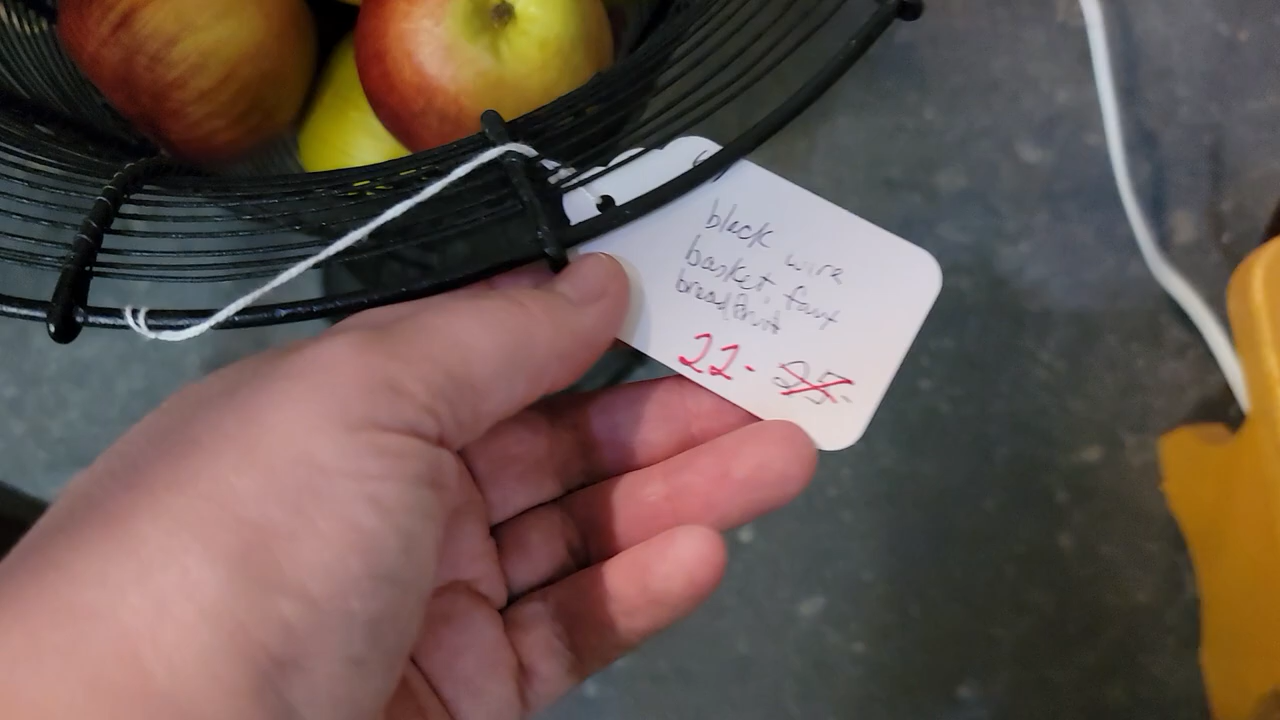 black wire
basket, fruit
bread/fruit
22- 25-